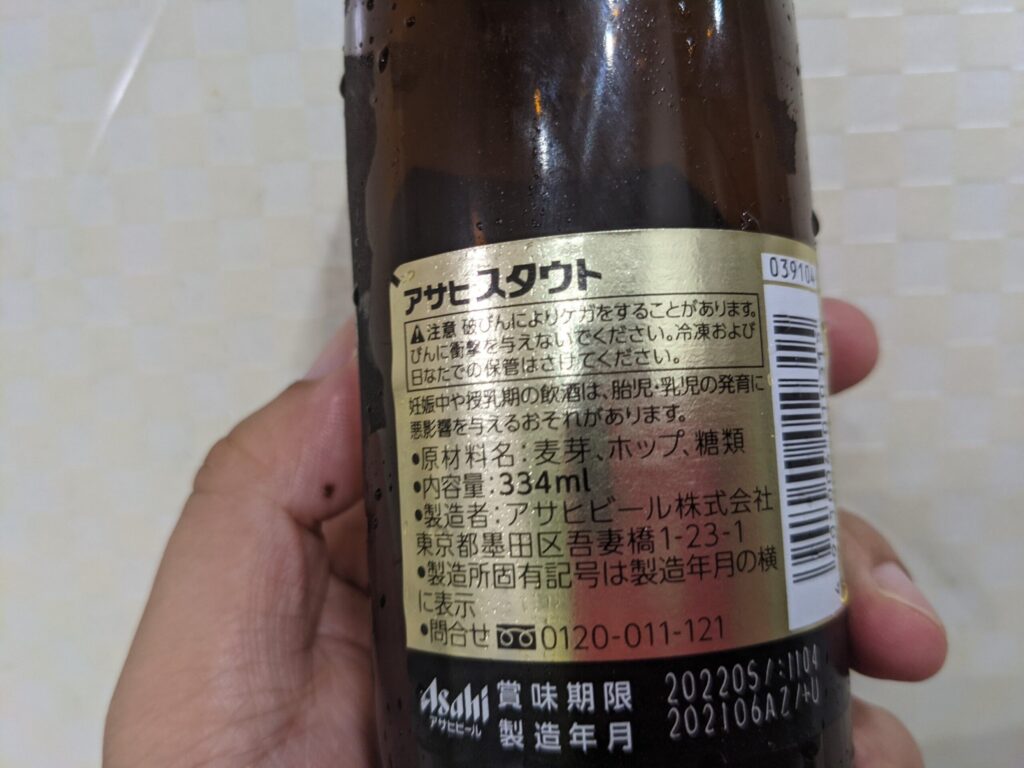 アサヒスタウト
039104
⚠注意 破びんによりケガをすることがあります。
びんに衝撃を与えないでください。冷凍および
日なたでの保管はさけてください。
妊娠中や授乳期の飲酒は、胎児・乳児の発育に
悪影響を与えるおそれがあります。
•原材料名:麦芽、ホップ、糖類
•内容量:334ml
•製造者:アサヒビール株式会社
東京都墨田区吾妻橋1-23-1
•製造所固有記号は製造年月の横
に表示
•問合せ 0120-011-121
Asahi
アサヒビール
賞味期限 202205/:1104
製造年月 202106AZ/+U